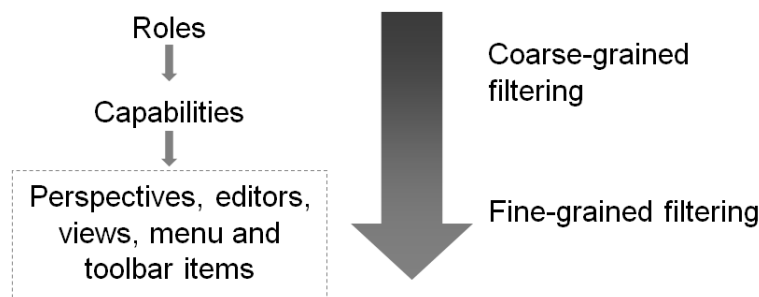 Roles
Capabilities
Perspectives, editors,
views, menu and
toolbar items
Coarse-grained
filtering
Fine-grained filtering